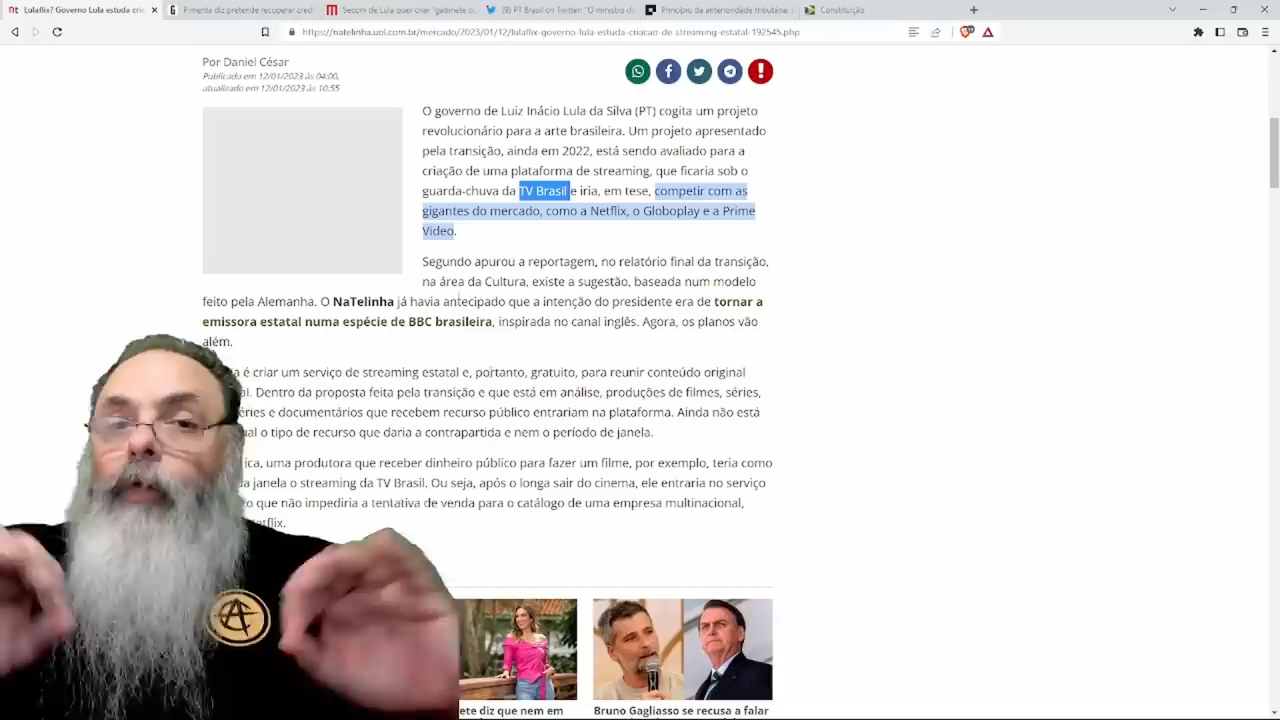 Lulaflix? Governo Lula estuda cria
Pimenta diz pretende recuperar cred
Secom de Lula quer criar "gabinete
(9) PT Brasil on Twitter: "O ministro da
Princípio da anterioridade tributária
Constituição
https://natelinha.uol.com.br/mercado/2023/01/12/lulaflix-governo-lula-estuda-criacao-de-streaming-estatal-192545.php
Por Daniel César
Publicado em 12/01/2023 às 04:00,
atualizado em 12/01/2023 às 10:55
O governo de Luiz Inácio Lula da Silva (PT) cogita um projeto
revolucionário para a arte brasileira. Um projeto apresentado
pela transição, ainda em 2022, está sendo avaliado para a
criação de uma plataforma de streaming, que ficaria sob o
guarda-chuva da TV Brasil e iria, em tese, competir com as
gigantes do mercado, como a Netflix, o Globoplay e a Prime
Video.
Segundo apurou a reportagem, no relatório final da transição,
na área da Cultura, existe a sugestão, baseada num modelo
feito pela Alemanha. O NaTelinha já havia antecipado que a intenção do presidente era de tornar a
emissora estatal numa espécie de BBC brasileira, inspirada no canal inglês. Agora, os planos vão
além.
é criar um serviço de streaming estatal e, portanto, gratuito, para reunir conteúdo original
Dentro da proposta feita pela transição e que está em análise, produções de filmes, séries,
éries e documentários que recebem recurso público entrariam na plataforma. Ainda não está
ual o tipo de recurso que daria a contrapartida e nem o período de janela.
ica, uma produtora que receber dinheiro público para fazer um filme, por exemplo, teria como
da janela o streaming da TV Brasil. Ou seja, após o longa sair do cinema, ele entraria no serviço
o que não impediria a tentativa de venda para o catálogo de uma empresa multinacional,
etflix.
ete diz que nem em
Bruno Gagliasso se recusa a falar